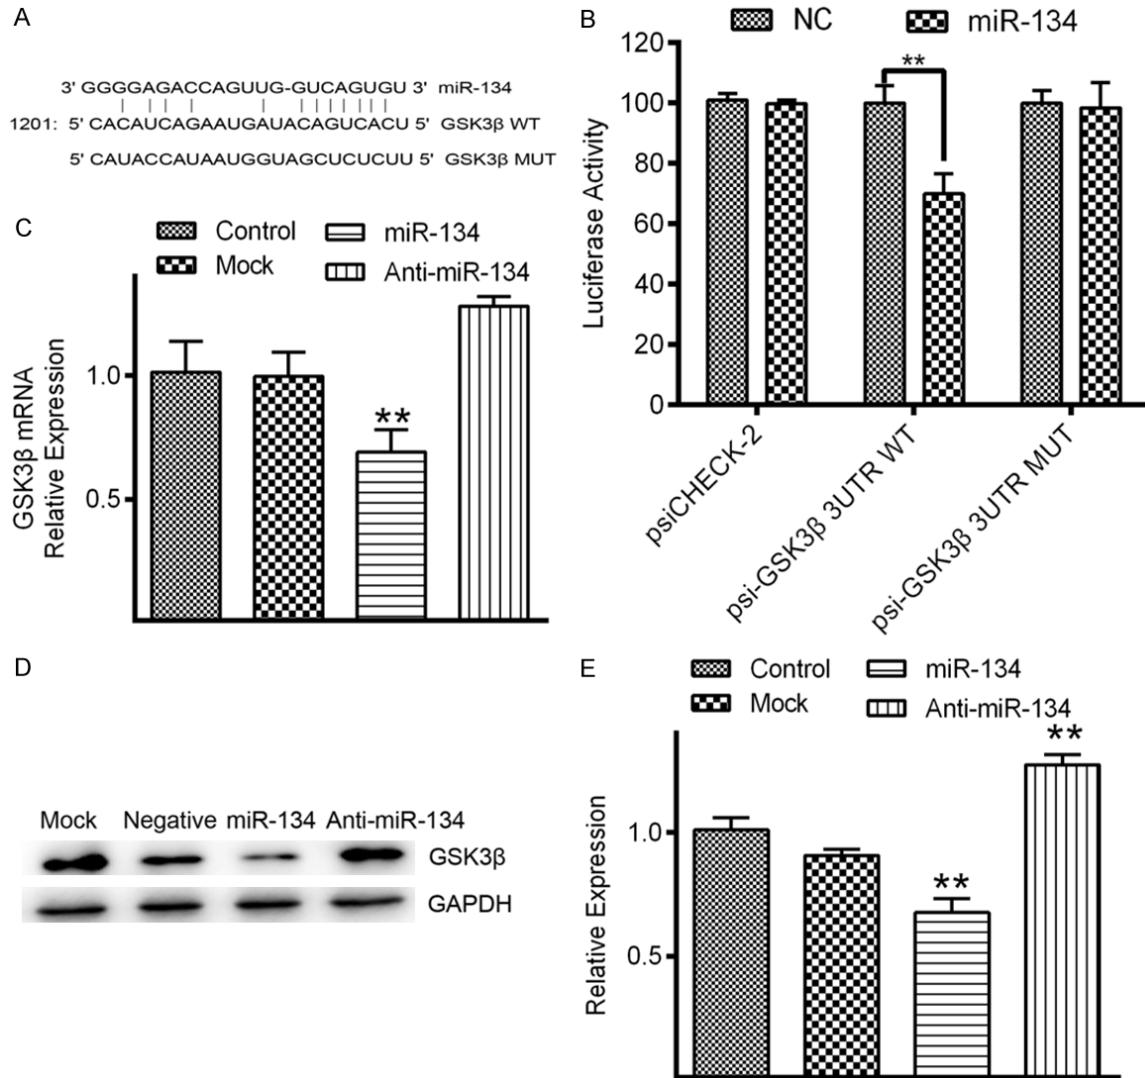 A
3' GGGGAGACCAGUUG-GUCAGUGU 3' miR-134
1201: 5' CACAUCAGAAUGAUACAGUCACU 5' GSK3β WT
5' CAUACCAUAAUGGUAGCUCUCUU 5' GSK3β MUT
B
NC
miR-134
Luciferase Activity
120
100
80
60
40
20
0
**
psiCHECK-2
psi-GSK3β 3UTR WT
psi-GSK3β 3UTR MUT
C
Control
miR-134
Mock
Anti-miR-134
GSK3β mRNA
Relative Expression
1.0
0.5
**
D
Mock Negative miR-134 Anti-miR-134
GSK3β
GAPDH
E
Control
miR-134
Mock
Anti-miR-134
Relative Expression
1.0
0.5
**
**